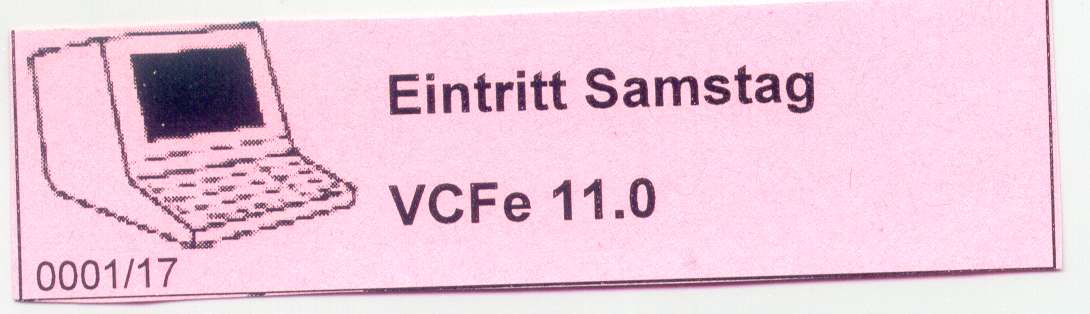 Eintritt Samstag
VCFe 11.0
0001/17